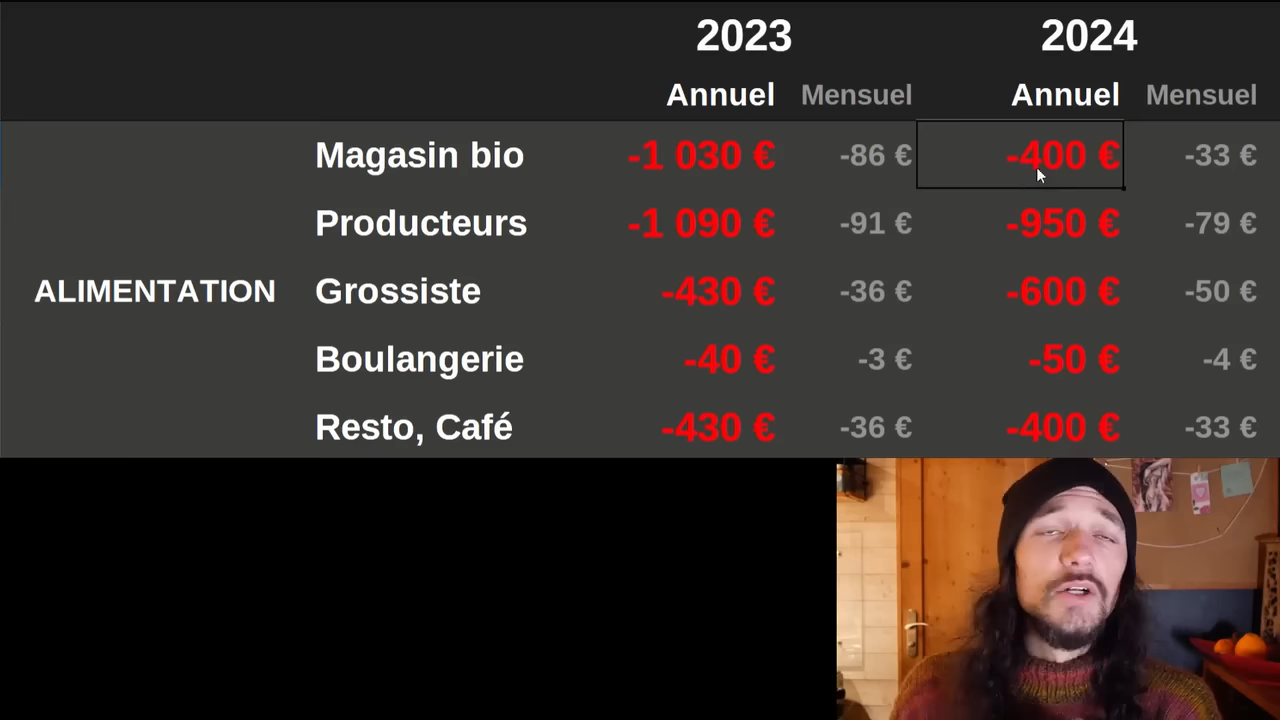 2023 2024
Annuel Mensuel Annuel Mensuel
Magasin bio -1 030 € -86 € -400 € -33 €
Producteurs -1 090 € -91 € -950 € -79 €
ALIMENTATION Grossiste -430 € -36 € -600 € -50 €
Boulangerie -40 € -3 € -50 € -4 €
Resto, Café -430 € -36 € -400 € -33 €